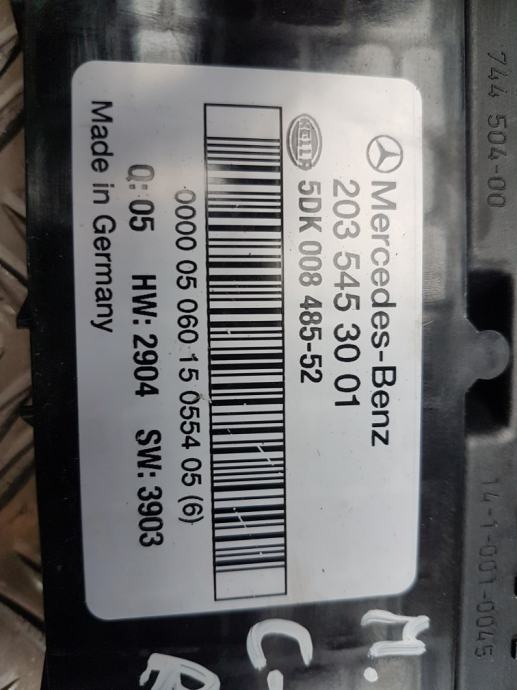 744 504-00
14-1-001-0045
Mercedes-Benz
203 545 30 01
HELLA
5DK 008 485-52
0000 05 060 15 0554 05 (6)
Q: 05 HW: 2904 SW: 3903
Made in Germany
M.
C.